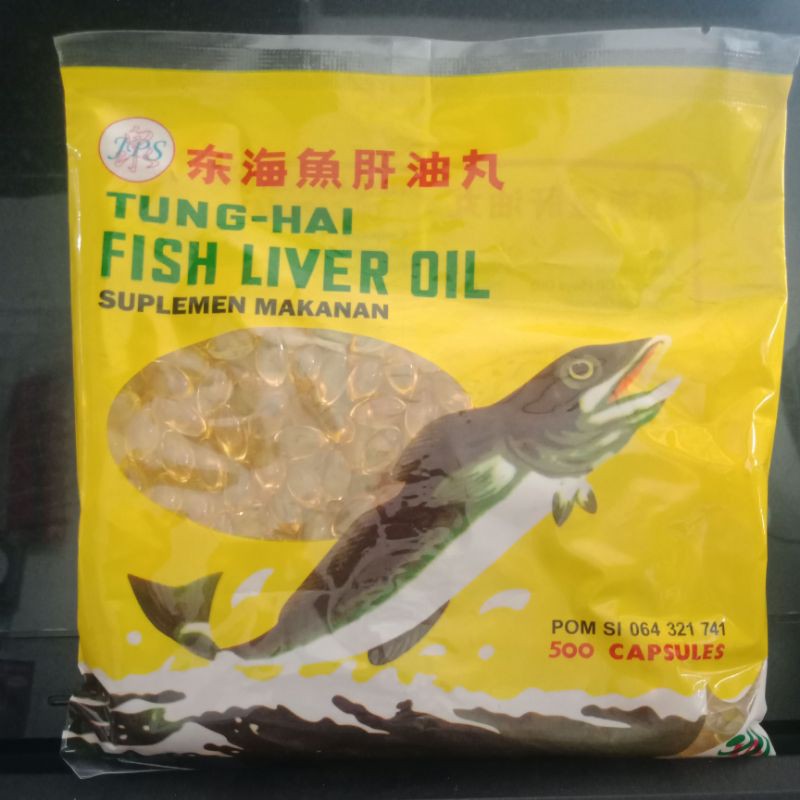 JPS
东海魚肝油丸
TUNG-HAI
FISH LIVER OIL
SUPLEMEN MAKANAN
POM SI 064 321 741
500 CAPSULES